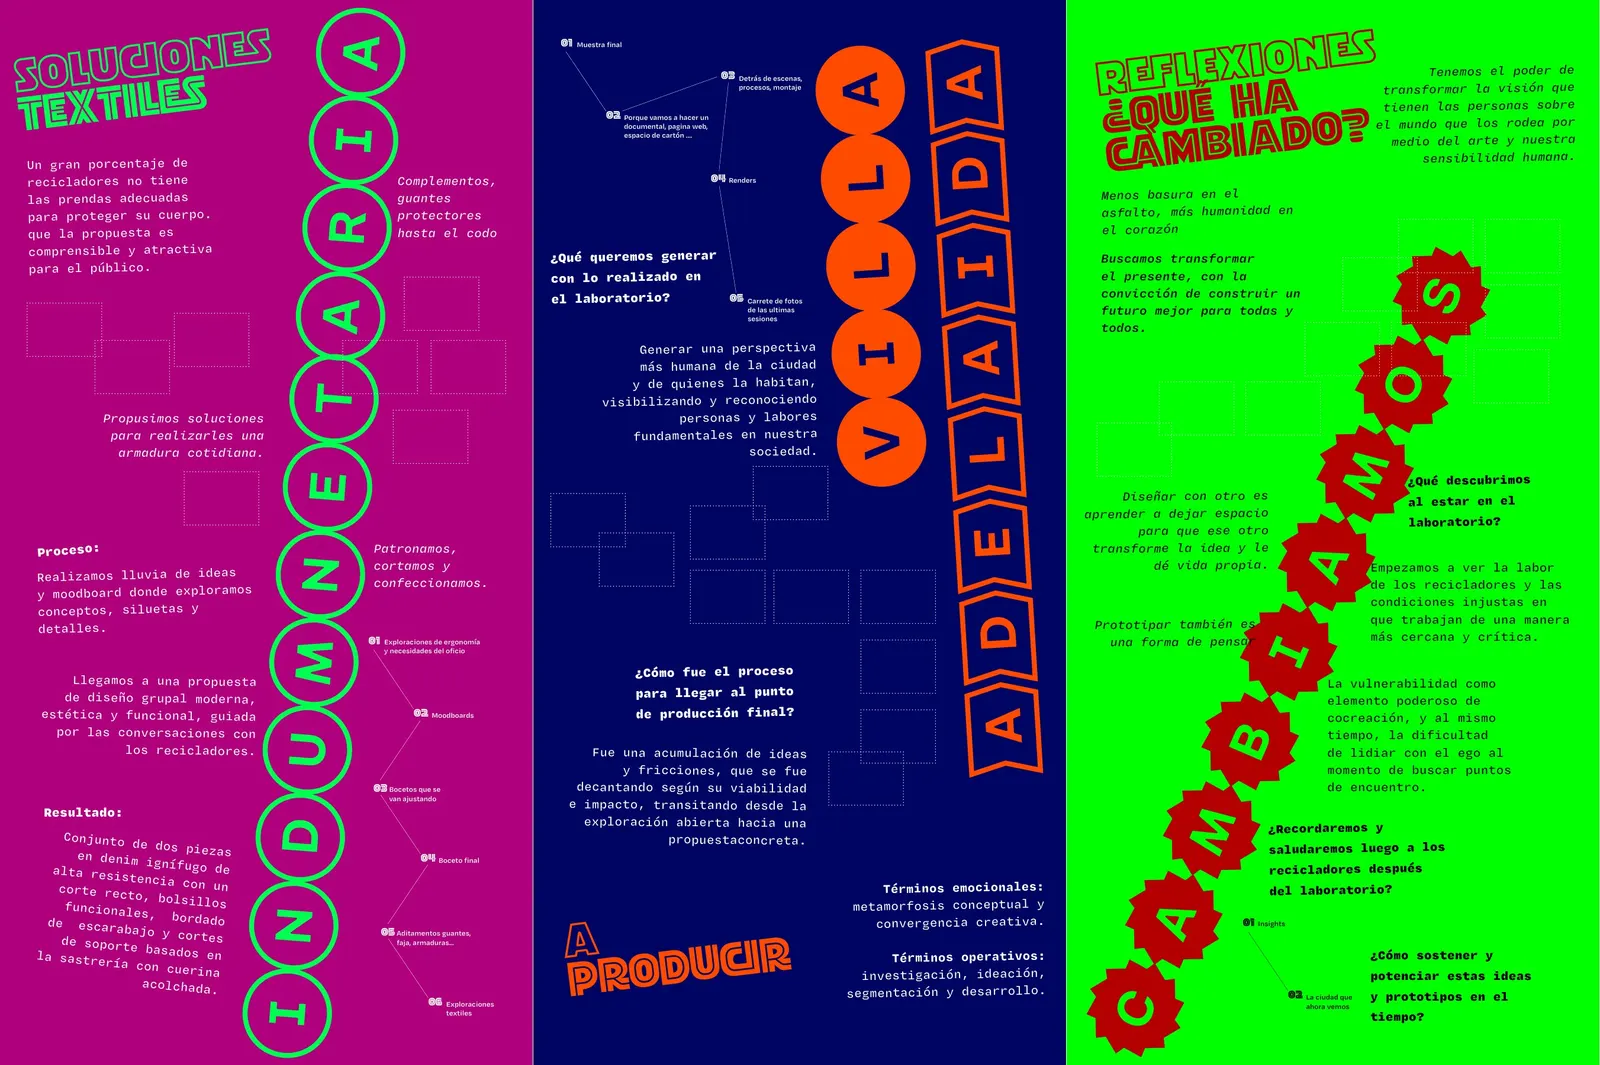 SOLUCIONES
TEXTILES
Un gran porcentaje de
recicladores no tiene
las prendas adecuadas
para proteger su cuerpo.
que la propuesta es
comprensible y atractiva
para el público.
Complementos,
guantes
protectores
hasta el codo
Propusimos soluciones
para realizarles una
armadura cotidiana.
Proceso:
Realizamos lluvia de ideas
y moodboard donde exploramos
conceptos, siluetas y
detalles.
Patronamos,
cortamos y
confeccionamos.
Llegamos a una propuesta
de diseño grupal moderna,
estética y funcional, guiada
por las conversaciones con
los recicladores.
Resultado:
Conjunto de dos piezas
en denim ignífugo de
alta resistencia con un
corte recto, bolsillos
funcionales, bordado
de escarabajo y cortes
de soporte basados en
la sastrería con cuerina
acolchada.
01 Exploraciones de ergonomía
y necesidades del oficio
02 Moodboards
03 Bocetos que se
van ajustando
04 Boceto final
05 Aditamentos guantes,
faja, armaduras...
06 Exploraciones
textiles
INDUMNETARIA
01 Muestra final
02 Porque vamos a hacer un
documental, pagina web,
espacio de cartón ....
03 Detrás de escenas,
procesos, montaje
04 Renders
05 Carrete de fotos
de las ultimas
sesiones
¿Qué queremos generar
con lo realizado en
el laboratorio?
Generar una perspectiva
más humana de la ciudad
y de quienes la habitan,
visibilizando y reconociendo
personas y labores
fundamentales en nuestra
sociedad.
VILLA
ADELAIDA
¿Cómo fue el proceso
para llegar al punto
de producción final?
Fue una acumulación de ideas
y fricciones, que se fue
decantando según su viabilidad
e impacto, transitando desde la
exploración abierta hacia una
propuestaconcreta.
Términos emocionales:
metamorfosis conceptual y
convergencia creativa.
Términos operativos:
investigación, ideación,
segmentación y desarrollo.
A
PRODUCIR
REFLEXIONES
¿QUÉ HA
CAMBIADO?
Tenemos el poder de
transformar la visión que
tienen las personas sobre
el mundo que los rodea por
medio del arte y nuestra
sensibilidad humana.
Menos basura en el
asfalto, más humanidad en
el corazón
Buscamos transformar
el presente, con la
convicción de construir un
futuro mejor para todas y
todos.
CAMBIAMOS
Diseñar con otro es
aprender a dejar espacio
para que ese otro
transforme la idea y le
dé vida propia.
¿Qué descubrimos
al estar en el
laboratorio?
Empezamos a ver la labor
de los recicladores y las
condiciones injustas en
que trabajan de una manera
más cercana y crítica.
Prototipar también es
una forma de pensar
La vulnerabilidad como
elemento poderoso de
cocreación, y al mismo
tiempo, la dificultad
de lidiar con el ego al
momento de buscar puntos
de encuentro.
¿Recordaremos y
saludaremos luego a los
recicladores después
del laboratorio?
01 Insights
02 La ciudad que
ahora vemos
¿Cómo sostener y
potenciar estas ideas
y prototipos en el
tiempo?